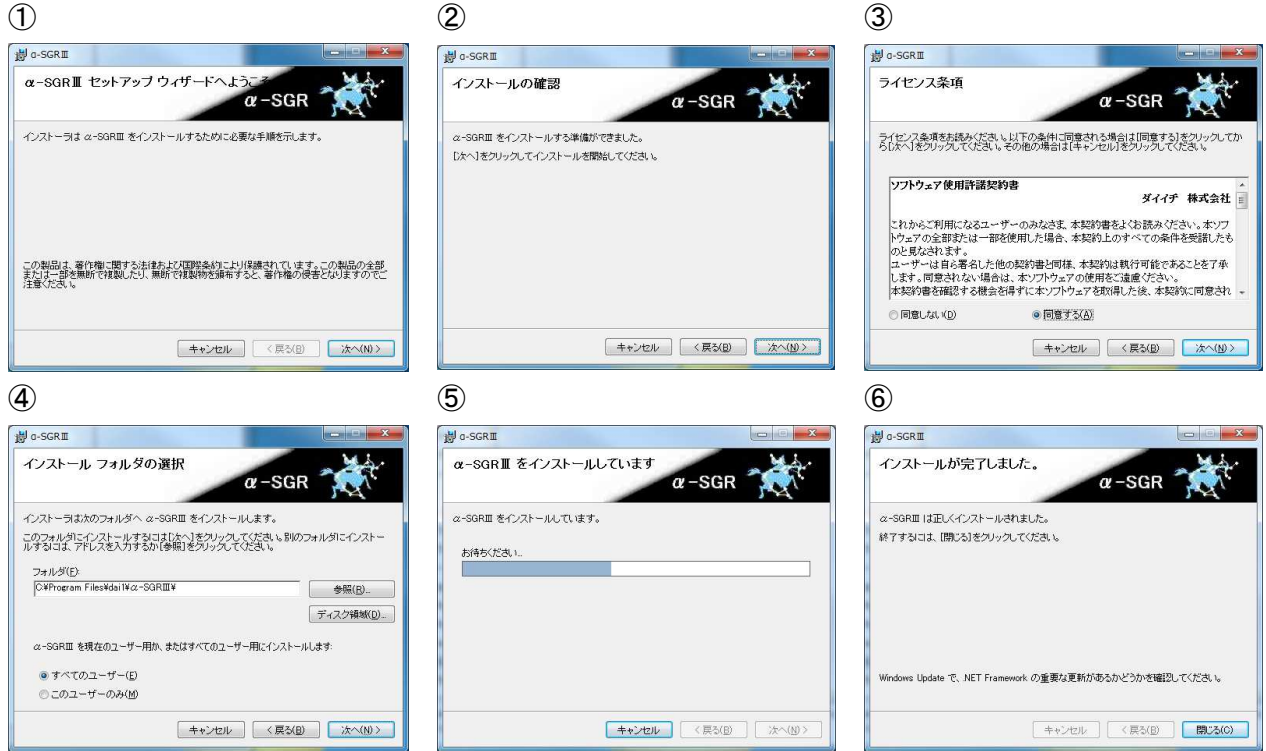 ①
α-SGRⅢ
α-SGRⅢ セットアップ ウィザードへようこそ
α-SGR
インストーラは α-SGRⅢ をインストールするために必要な手順を示します。
この製品は、著作権に関する法律および国際条約により保護されています。この製品の全部
または一部を無断で複製したり、無断で複製物を頒布すると、著作権の侵害となりますのでご
注意ください。
キャンセル
< 戻る(B)
次へ(N) >
②
α-SGRⅢ
インストールの確認
α-SGR
α-SGRⅢ をインストールする準備ができました。
[次へ]をクリックしてインストールを開始してください。
キャンセル
< 戻る(B)
次へ(N) >
③
α-SGRⅢ
ライセンス条項
α-SGR
ライセンス条項をお読みください。以下の条件に同意される場合は[同意する]をクリックしてか
ら[次へ]をクリックしてください。その他の場合は[キャンセル]をクリックしてください。
ソフトウェア使用許諾契約書
ダイイチ 株式会社
これからご利用になるユーザーのみなさま、本契約書をよくお読みください。本ソフ
トウェアの全部または一部を使用した場合、本契約上のすべての条件を受諾したも
のと見なされます。
ユーザーは自ら署名した他の契約書と同様、本契約は執行可能であることを了承
します。同意されない場合は、本ソフトウェアの使用をご遠慮ください。
本契約書を確認する機会を得ずに本ソフトウェアを取得した後、本契約に同意され
同意しない(D)
同意する(A)
キャンセル
< 戻る(B)
次へ(N) >
④
α-SGRⅢ
インストール フォルダの選択
α-SGR
インストーラは次のフォルダへ α-SGRⅢ をインストールします。
このフォルダにインストールするには[次へ]をクリックしてください。別のフォルダにインストー
ルするには、アドレスを入力するか[参照]をクリックしてください。
フォルダ(F):
C:¥Program Files¥dai1¥α-SGRⅢ¥
参照(R)...
ディスク領域(D)...
α-SGRⅢ を現在のユーザー用か、またはすべてのユーザー用にインストールします:
すべてのユーザー(E)
このユーザーのみ(M)
キャンセル
< 戻る(B)
次へ(N) >
⑤
α-SGRⅢ
α-SGRⅢ をインストールしています
α-SGR
α-SGRⅢ をインストールしています。
お待ちください...
キャンセル
< 戻る(B)
次へ(N) >
⑥
α-SGRⅢ
インストールが完了しました。
α-SGR
α-SGRⅢ は正しくインストールされました。
終了するには、[閉じる]をクリックしてください。
Windows Update で、.NET Framework の重要な更新があるかどうかを確認してください。
キャンセル
< 戻る(B)
閉じる(C)